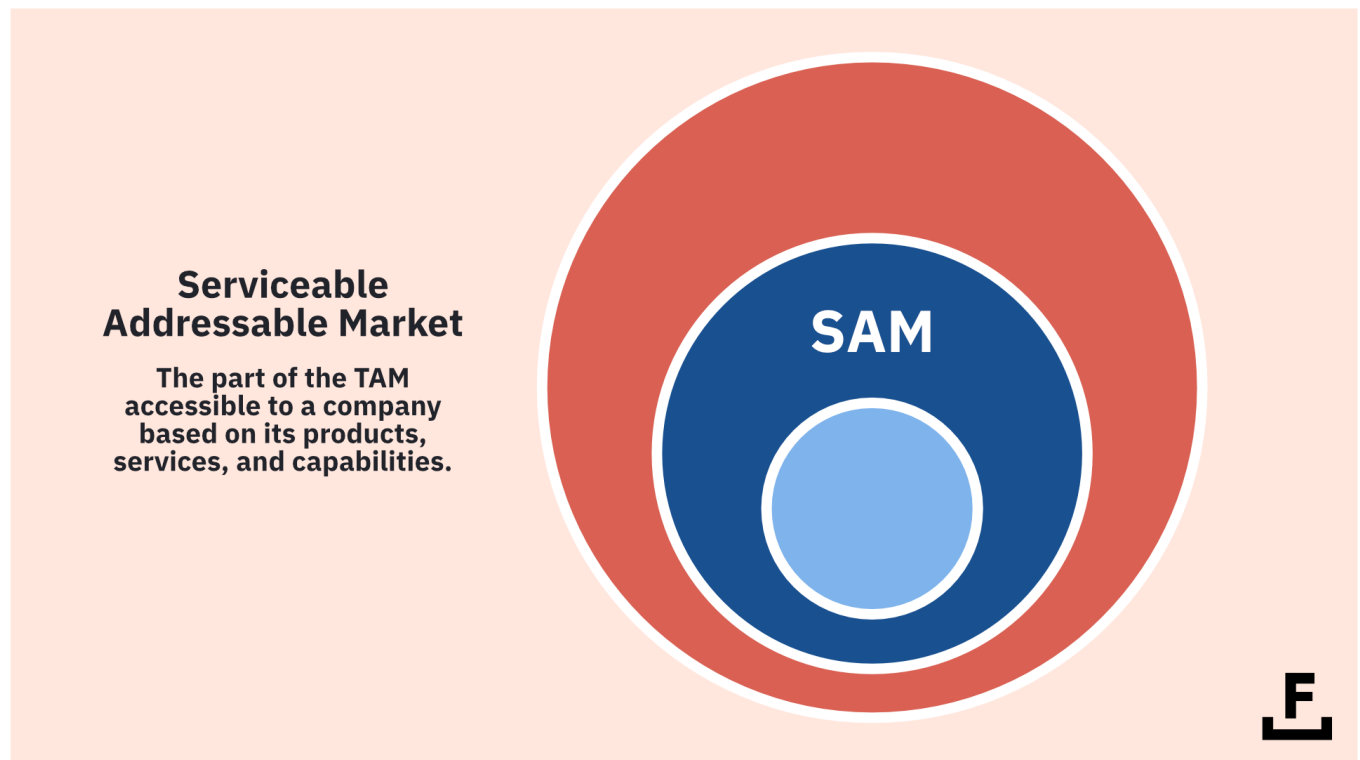 Serviceable
Addressable Market
The part of the TAM
accessible to a company
based on its products,
services, and capabilities.
SAM
F